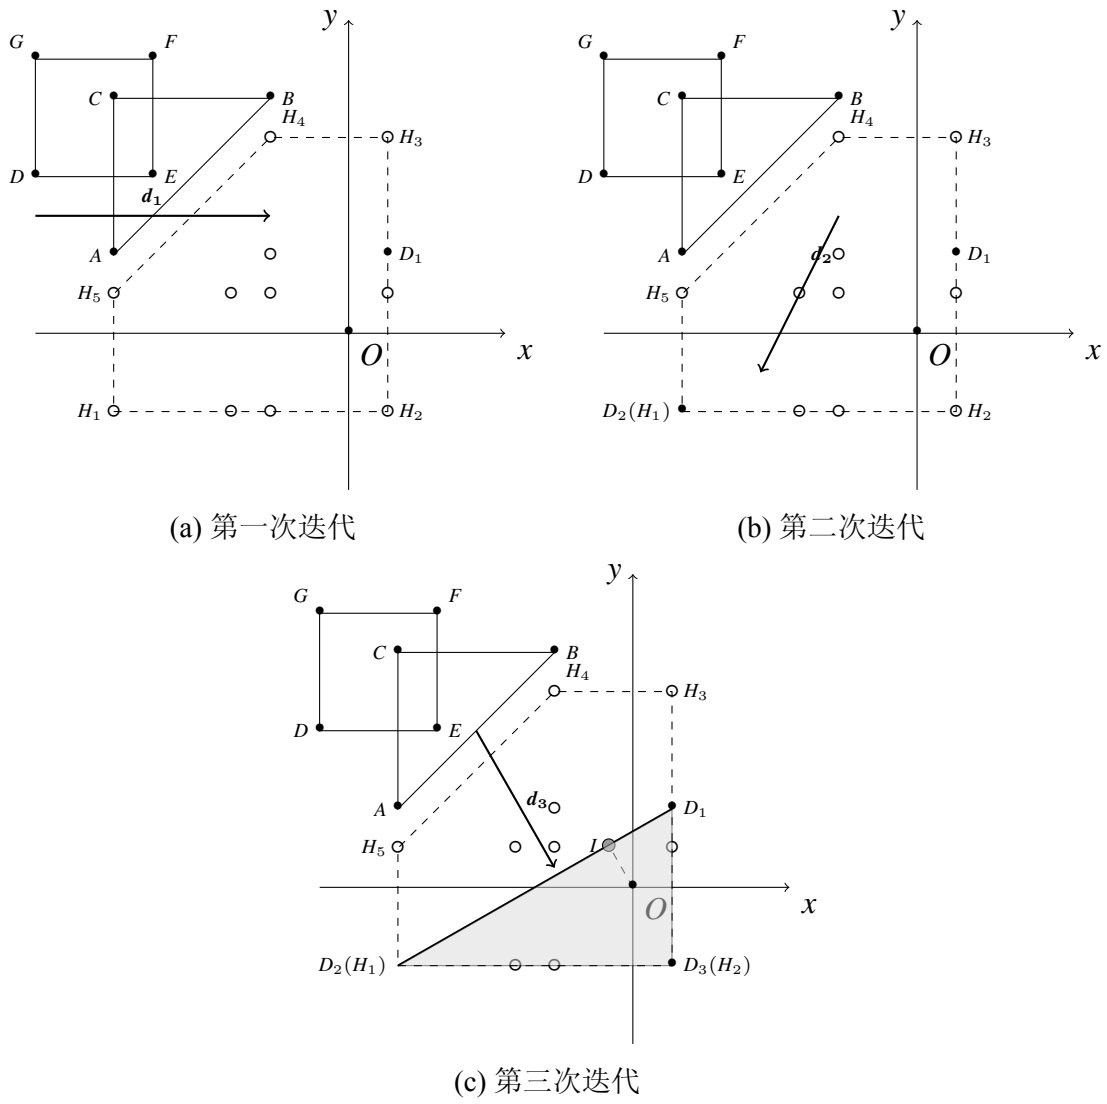 y
G
F
C
B
H₄
H₃
D
E
d₁
A
D₁
H₅
x
O
H₁
H₂
(a) 第一次迭代
y
G
F
C
B
H₄
H₃
D
E
d₂
A
D₁
H₅
x
O
D₂(H₁)
H₂
(b) 第二次迭代
y
G
F
C
B
H₄
H₃
D
E
d₃
A
D₁
H₅
x
O
D₂(H₁)
D₃(H₂)
(c) 第三次迭代